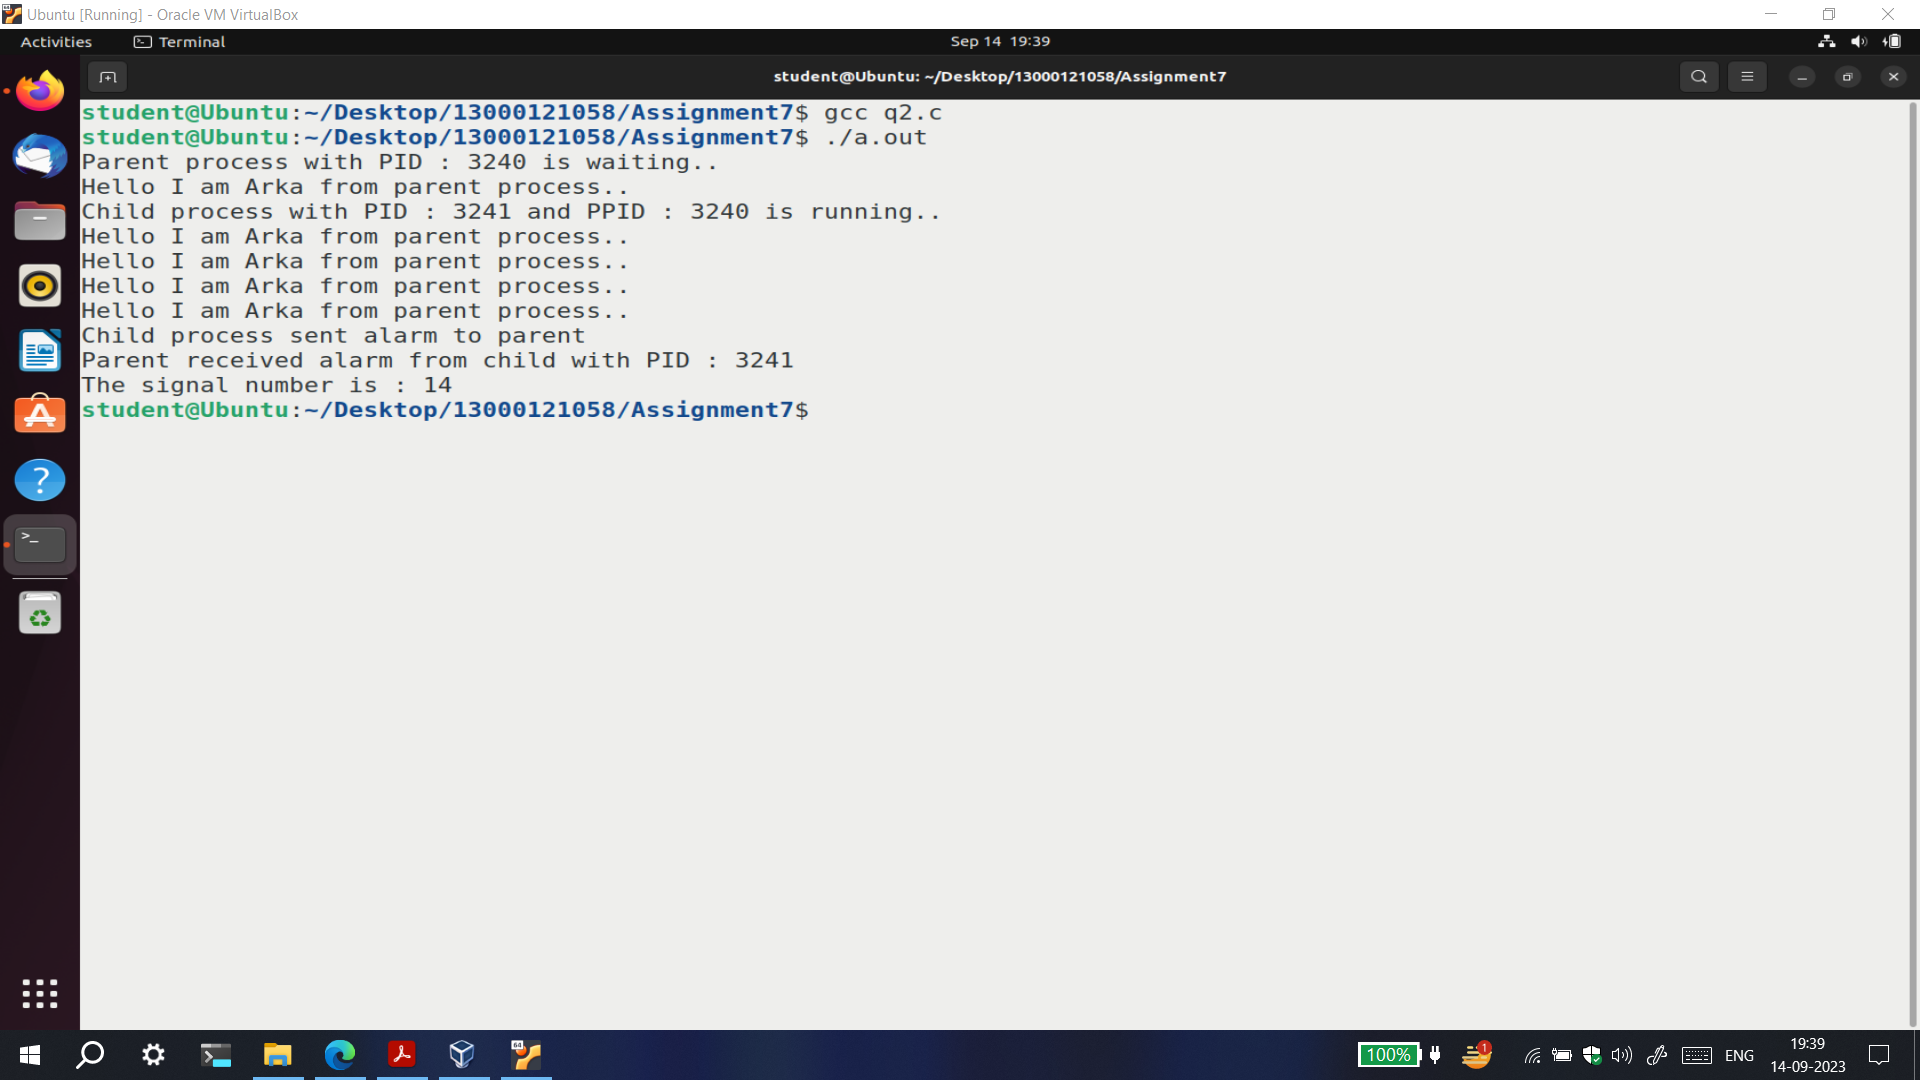 Ubuntu [Running] - Oracle VM VirtualBox
Activities Terminal Sep 14 19:39
student@Ubuntu: ~/Desktop/13000121058/Assignment7
student@Ubuntu:~/Desktop/13000121058/Assignment7$ gcc q2.c
student@Ubuntu:~/Desktop/13000121058/Assignment7$ ./a.out
Parent process with PID : 3240 is waiting..
Hello I am Arka from parent process..
Child process with PID : 3241 and PPID : 3240 is running..
Hello I am Arka from parent process..
Hello I am Arka from parent process..
Hello I am Arka from parent process..
Hello I am Arka from parent process..
Child process sent alarm to parent
Parent received alarm from child with PID : 3241
The signal number is : 14
student@Ubuntu:~/Desktop/13000121058/Assignment7$
64
100% 1 ENG 19:39
14-09-2023